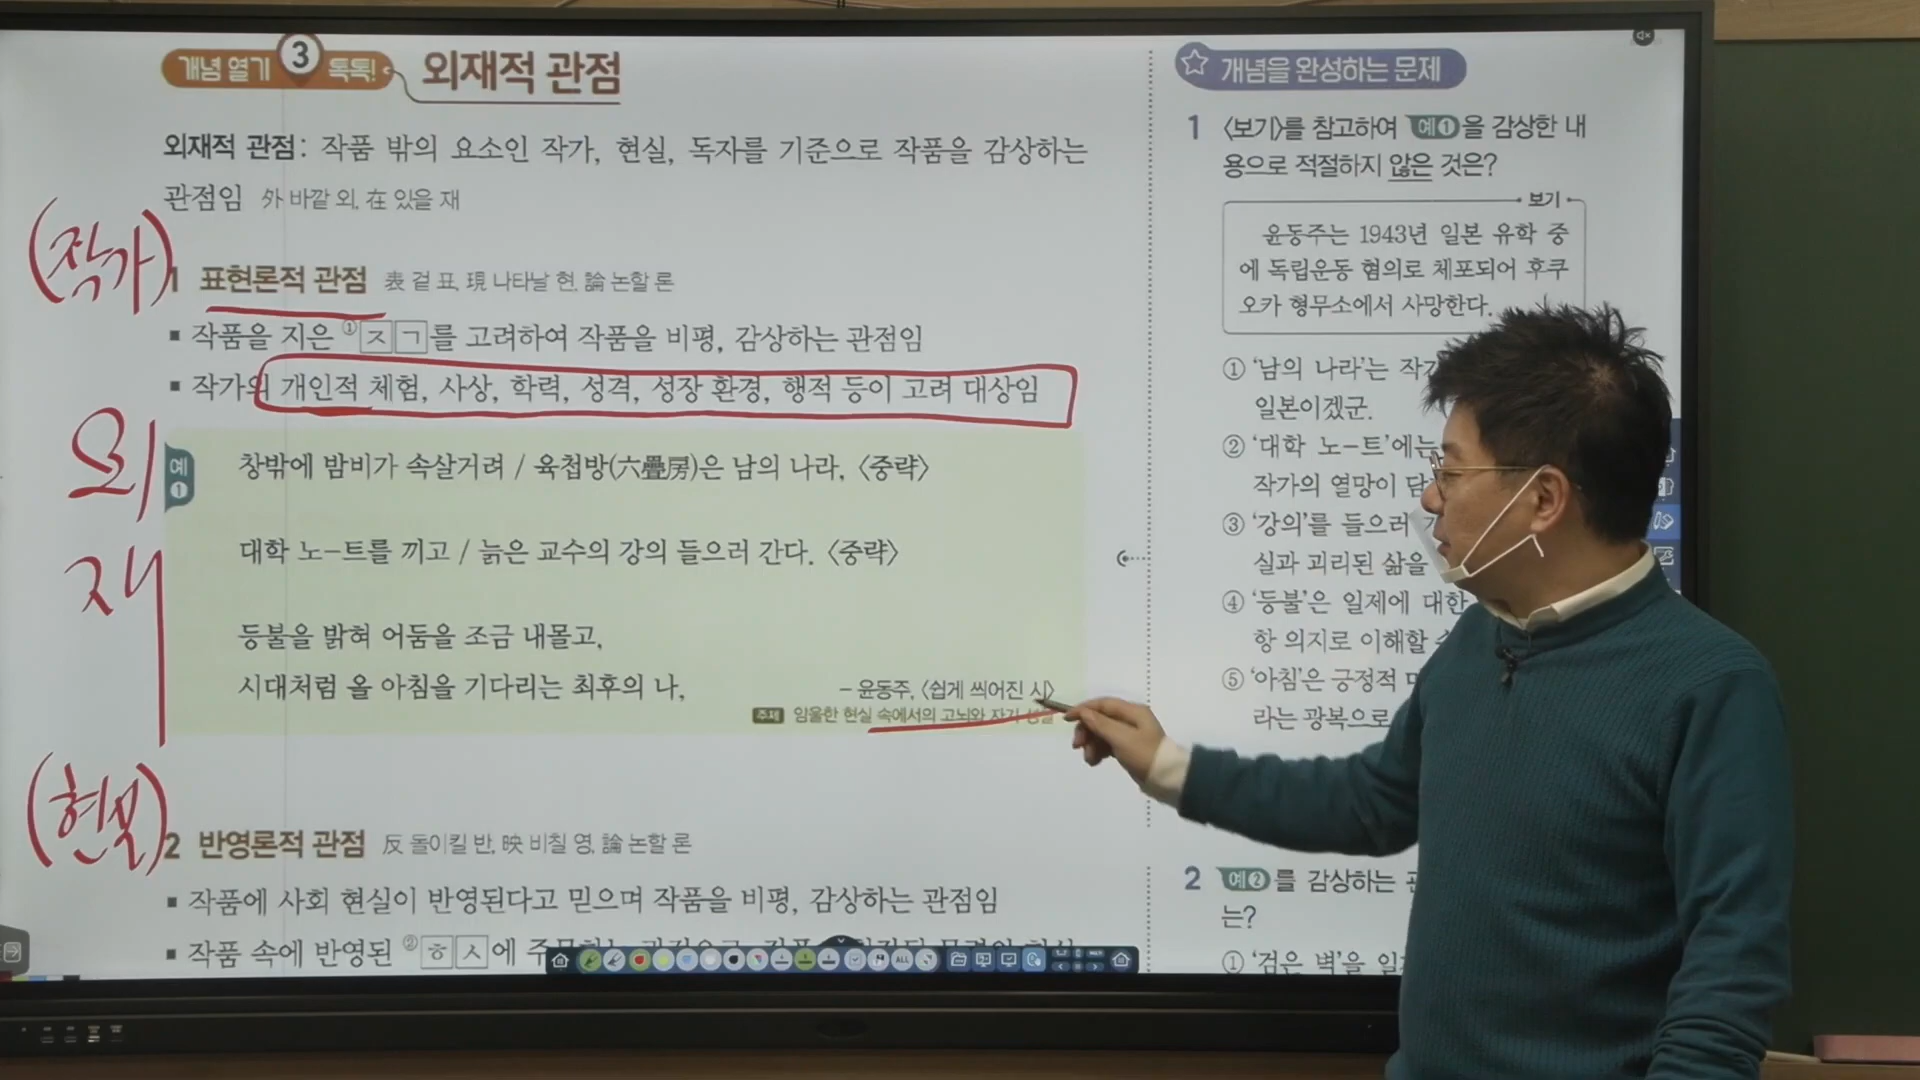 개념 열기 3 톡톡! 외재적 관점
외재적 관점: 작품 밖의 요소인 작가, 현실, 독자를 기준으로 작품을 감상하는
관점임 外 바깥 외, 在 있을 재
(작가)
1 표현론적 관점 表 겉 표, 現 나타날 현, 論 논할 론
▪ 작품을 지은 ①ㅈㄱ를 고려하여 작품을 비평, 감상하는 관점임
▪ 작가의 개인적 체험, 사상, 학력, 성격, 성장 환경, 행적 등이 고려 대상임
외
재
예 1
창밖에 밤비가 속살거려 / 육첩방(六疊房)은 남의 나라, 〈중략〉
대학 노-트를 끼고 / 늙은 교수의 강의 들으러 간다. 〈중략〉
등불을 밝혀 어둠을 조금 내몰고,
시대처럼 올 아침을 기다리는 최후의 나,
- 윤동주, 〈쉽게 씌어진 시〉
주제 암울한 현실 속에서의 고뇌와 자기 성찰
(현실)
2 반영론적 관점 反 돌이킬 반, 映 비칠 영, 論 논할 론
▪ 작품에 사회 현실이 반영된다고 믿으며 작품을 비평, 감상하는 관점임
▪ 작품 속에 반영된 ②ㅎㅅ에
ALL
개념을 완성하는 문제
1 〈보기〉를 참고하여 예1을 감상한 내
용으로 적절하지 않은 것은?
보기
윤동주는 1943년 일본 유학 중
에 독립운동 혐의로 체포되어 후쿠
오카 형무소에서 사망한다.
① ‘남의 나라’는
일본이겠군.
② ‘대학 노-트’에는
작가의 열망이
③ ‘강의’를 들으러
실과 괴리된 삶을
④ ‘등불’은 일제에 대한
항 의지로 이해할
⑤ ‘아침’은 긍정적
라는 광복으로
2 예2를 감상하는
는?
① ‘검은 벽’을